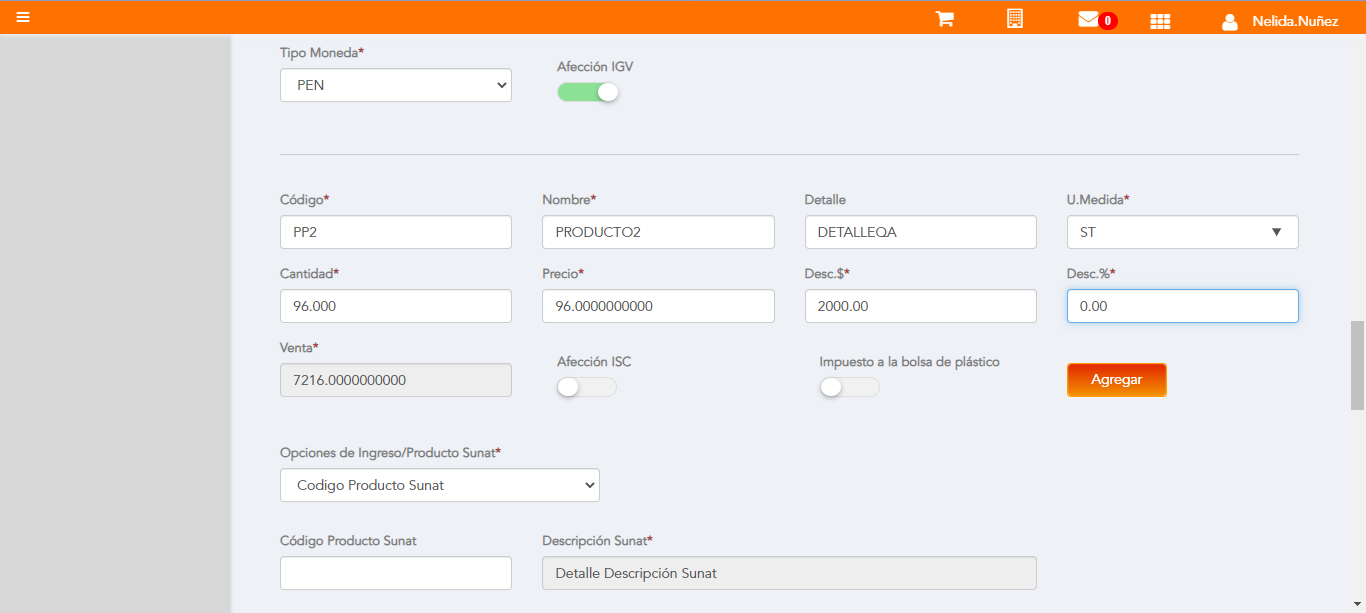 0 Nelida.Nuñez
Tipo Moneda*
Afección IGV
PEN
Código* Nombre* Detalle U.Medida*
PP2 PRODUCTO2 DETALLEQA ST
Cantidad* Precio* Desc.$* Desc.%*
96.000 96.0000000000 2000.00 0.00
Venta*
Afección ISC Impuesto a la bolsa de plástico
7216.0000000000 Agregar
Opciones de Ingreso/Producto Sunat*
Codigo Producto Sunat
Código Producto Sunat Descripción Sunat*
Detalle Descripción Sunat